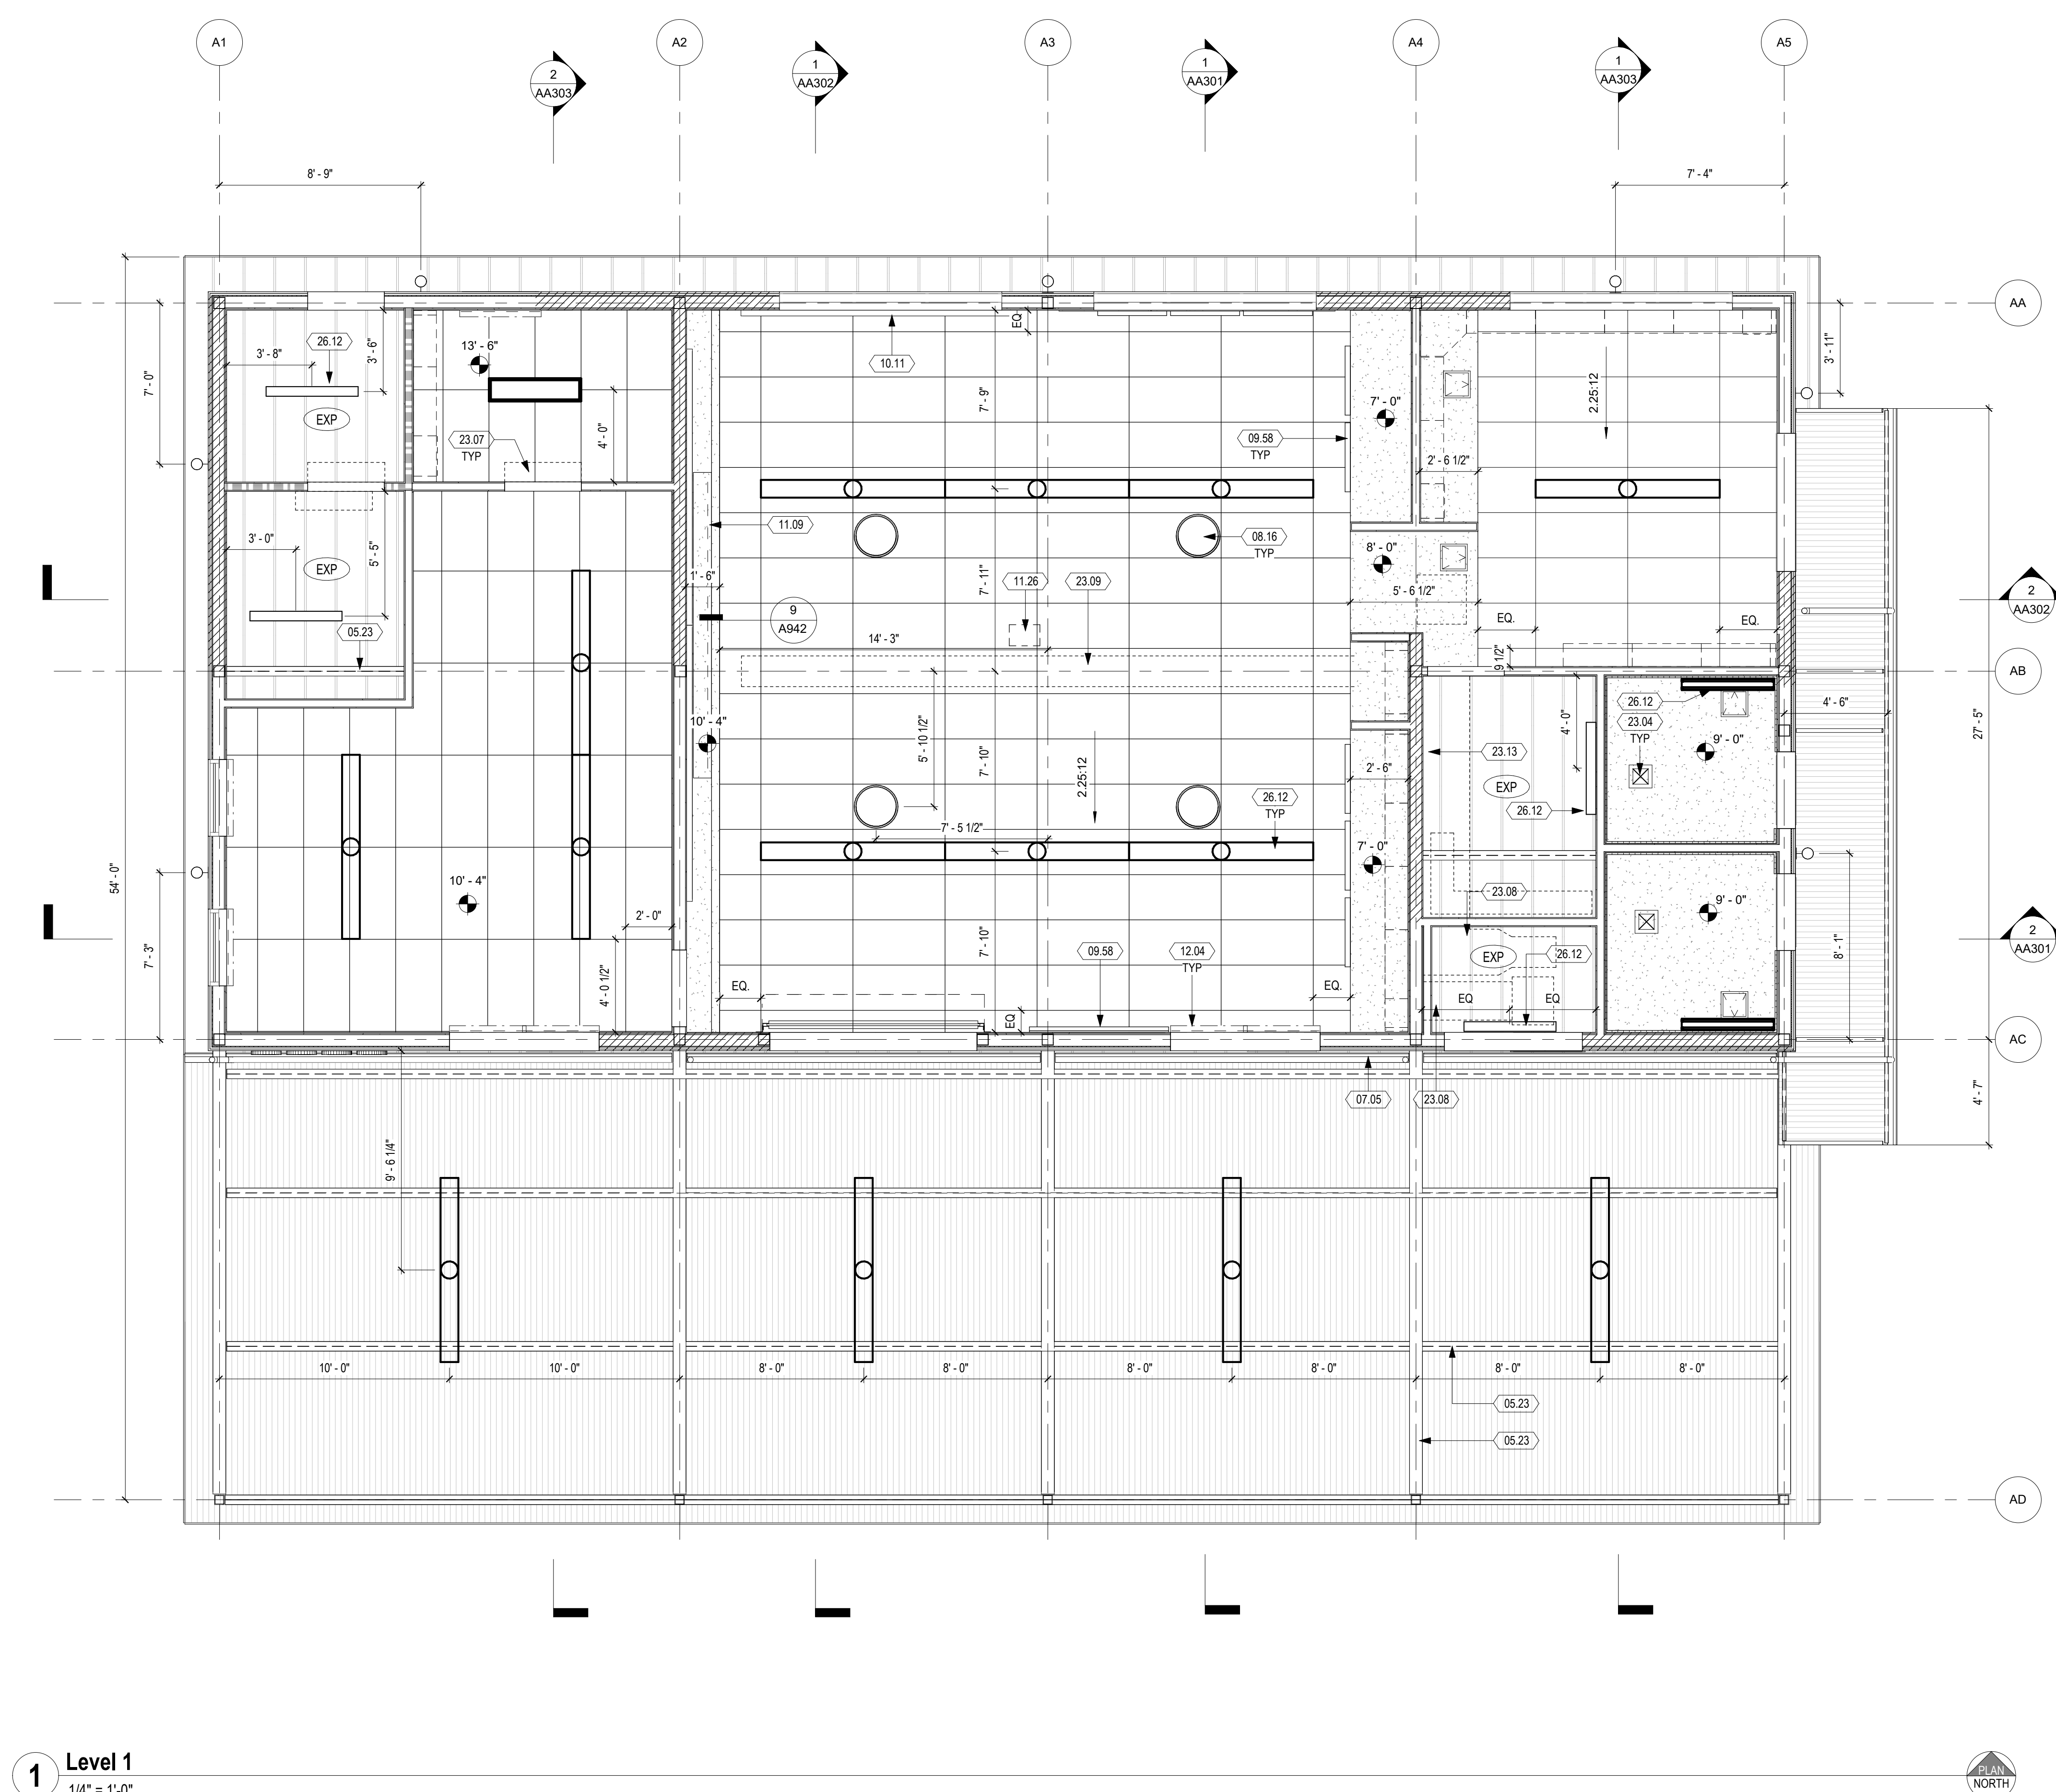 A1
A2
A3
A4
A5
2
AA303
1
AA302
1
AA301
1
AA303
8' - 9"
7' - 4"
AA
26.12
3' - 8"
3' - 6"
EXP
13' - 6"
23.07
TYP
4' - 0"
7' - 0"
EQ
10.11
7' - 9"
09.58
TYP
7' - 0"
2' - 6 1/2"
2.25:12
3' - 11"
3' - 0"
5' - 5"
EXP
05.23
11.09
08.16
TYP
1' - 6"
7' - 11"
11.26
23.09
8' - 0"
5' - 6 1/2"
EQ.
EQ.
9
A942
14' - 3"
9 1/2"
2
AA302
AB
10' - 4"
5' - 10 1/2"
7' - 10"
2.25:12
2' - 6"
23.13
4' - 0"
EXP
26.12
26.12
23.04
TYP
9' - 0"
4' - 6"
27' - 5"
26.12
TYP
7' - 5 1/2"
7' - 0"
54' - 0"
10' - 4"
2' - 0"
23.08
9' - 0"
7' - 3"
4' - 0 1/2"
EQ.
7' - 10"
EQ
09.58
12.04
TYP
EQ.
EXP
26.12
EQ
EQ
8' - 1"
2
AA301
AC
07.05
23.08
4' - 7"
9' - 6 1/4"
10' - 0"
10' - 0"
8' - 0"
8' - 0"
8' - 0"
8' - 0"
8' - 0"
8' - 0"
05.23
05.23
AD
1
Level 1
1/4" = 1'-0"
PLAN
NORTH